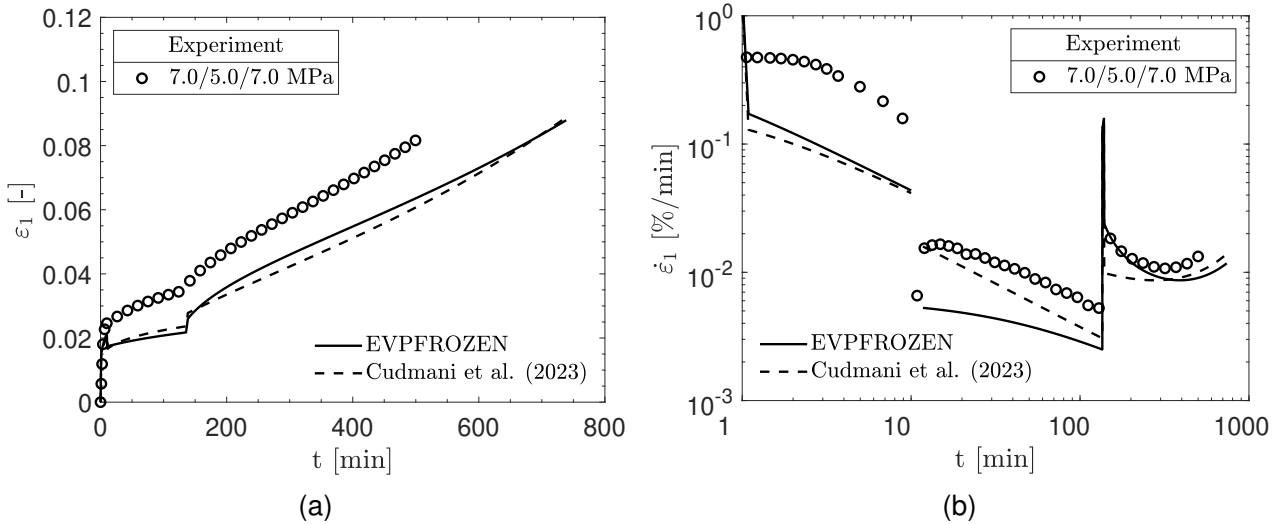 0.12
0.1
0.08
0.06
0.04
0.02
0
ε₁ [-]
Experiment
7.0/5.0/7.0 MPa
EVPFROZEN
Cudmani et al. (2023)
0 200 400 600 800
t [min]
(a)
10⁰
10⁻¹
10⁻²
10⁻³
ε̇₁ [%/min]
Experiment
7.0/5.0/7.0 MPa
EVPFROZEN
Cudmani et al. (2023)
1 10 100 1000
t [min]
(b)